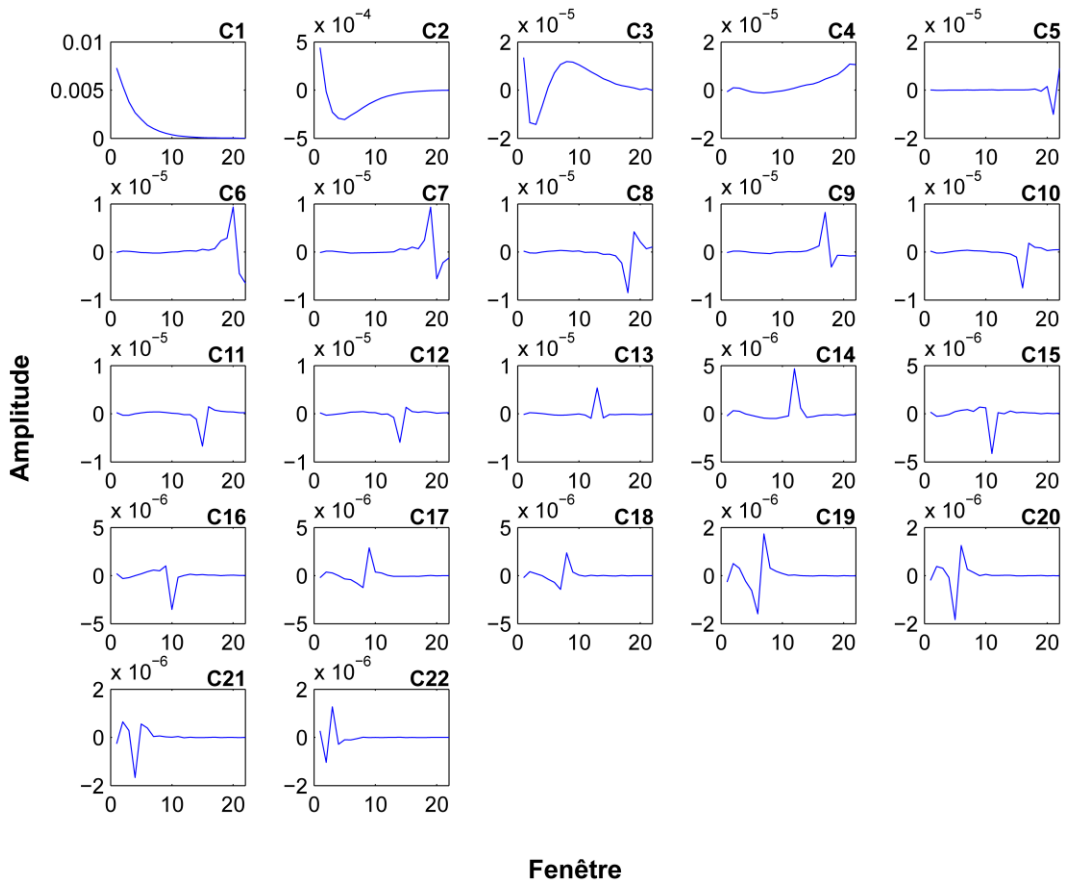 C1 C2 C3 C4 C5
0.01 0.005 0
x 10−4 5 0 −5
x 10−5 2 0 −2
x 10−5 2 0 −2
x 10−5 2 0 −2
0 10 20 0 10 20 0 10 20 0 10 20 0 10 20
C6 C7 C8 C9 C10
x 10−5 1 0 −1
x 10−5 1 0 −1
x 10−5 1 0 −1
x 10−5 1 0 −1
x 10−5 1 0 −1
0 10 20 0 10 20 0 10 20 0 10 20 0 10 20
C11 C12 C13 C14 C15
x 10−5 1 0 −1
x 10−5 1 0 −1
x 10−5 1 0 −1
x 10−6 5 0 −5
x 10−6 5 0 −5
0 10 20 0 10 20 0 10 20 0 10 20 0 10 20
C16 C17 C18 C19 C20
x 10−6 5 0 −5
x 10−6 5 0 −5
x 10−6 5 0 −5
x 10−6 2 0 −2
x 10−6 2 0 −2
0 10 20 0 10 20 0 10 20 0 10 20 0 10 20
C21 C22
x 10−6 2 0 −2
x 10−6 2 0 −2
0 10 20 0 10 20
Amplitude
Fenêtre